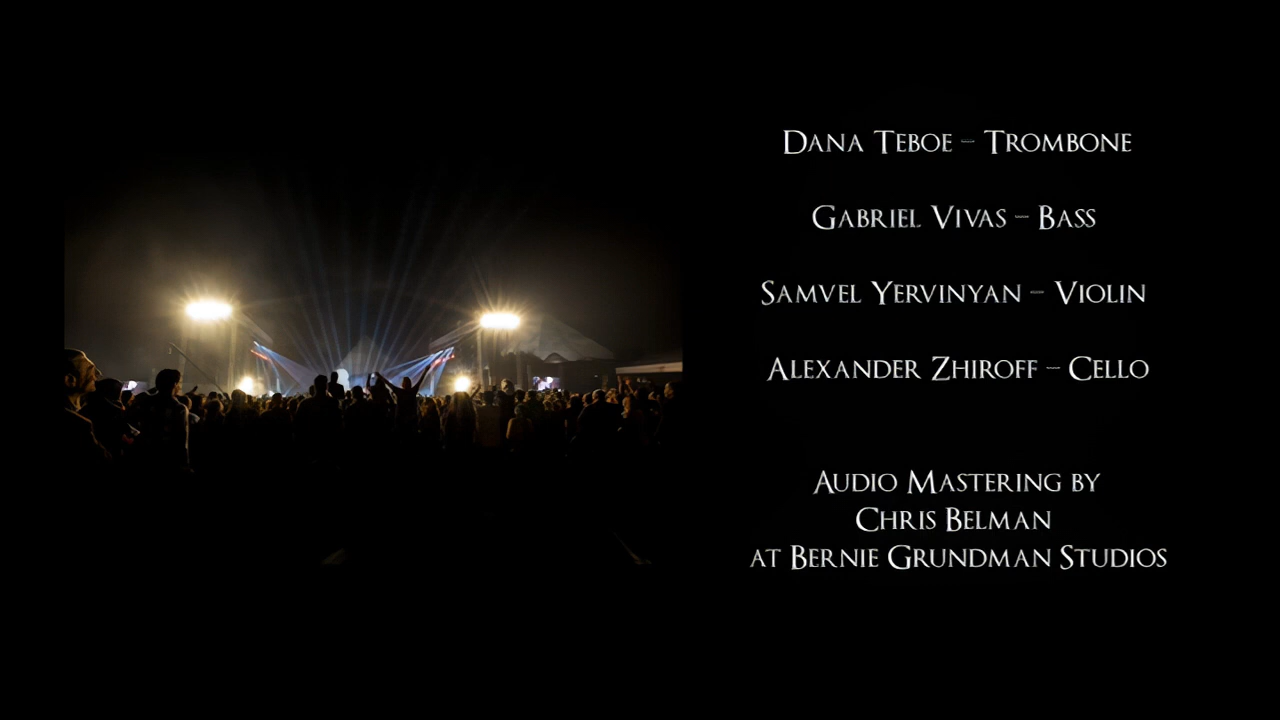 Dana Teboe – Trombone
Gabriel Vivas – Bass
Samvel Yervinyan – Violin
Alexander Zhiroff – Cello
Audio Mastering by
Chris Belman
at Bernie Grundman Studios